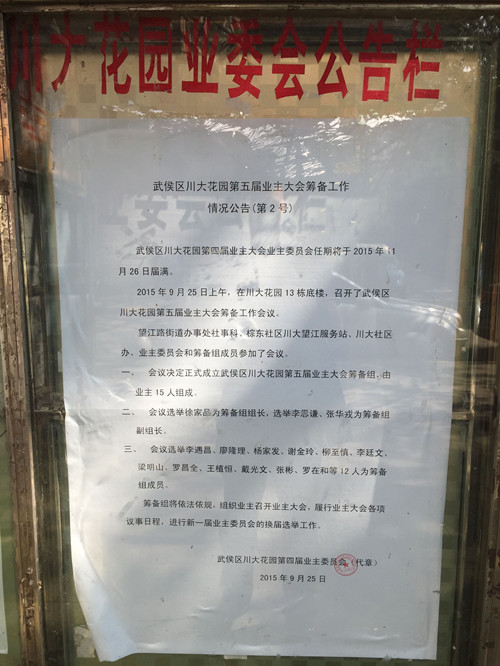 川大花园业委会公告栏
武侯区川大花园第五届业主大会筹备工作
情况公告(第2号)
武侯区川大花园第四届业主大会业主委员会任期将于2015年11
月26日届满。
2015年9月25日上午，在川大花园13栋底楼，召开了武侯区
川大花园第五届业主大会筹备工作会议。
望江路街道办事处社事科、棕东社区川大望江服务站、川大社区
办、业主委员会和筹备组成员参加了会议。
一、 会议决定正式成立武侯区川大花园第五届业主大会筹备组，由
业主15人组成。
二、 会议选举徐家品为筹备组组长，选举李思谦、张华戎为筹备组
副组长。
三、 会议选举李遇昌、廖隆理、杨家发、谢金玲、柳至慎、李廷文、
梁明山、罗昌全、王植恒、戴光文、张彬、罗在和等12人为筹备
组成员。
筹备组将依法依规，组织业主召开业主大会，履行业主大会各项
议事日程，进行新一届业主委员会的换届选举工作。
武侯区川大花园第四届业主委员会（代章）
2015年9月25日